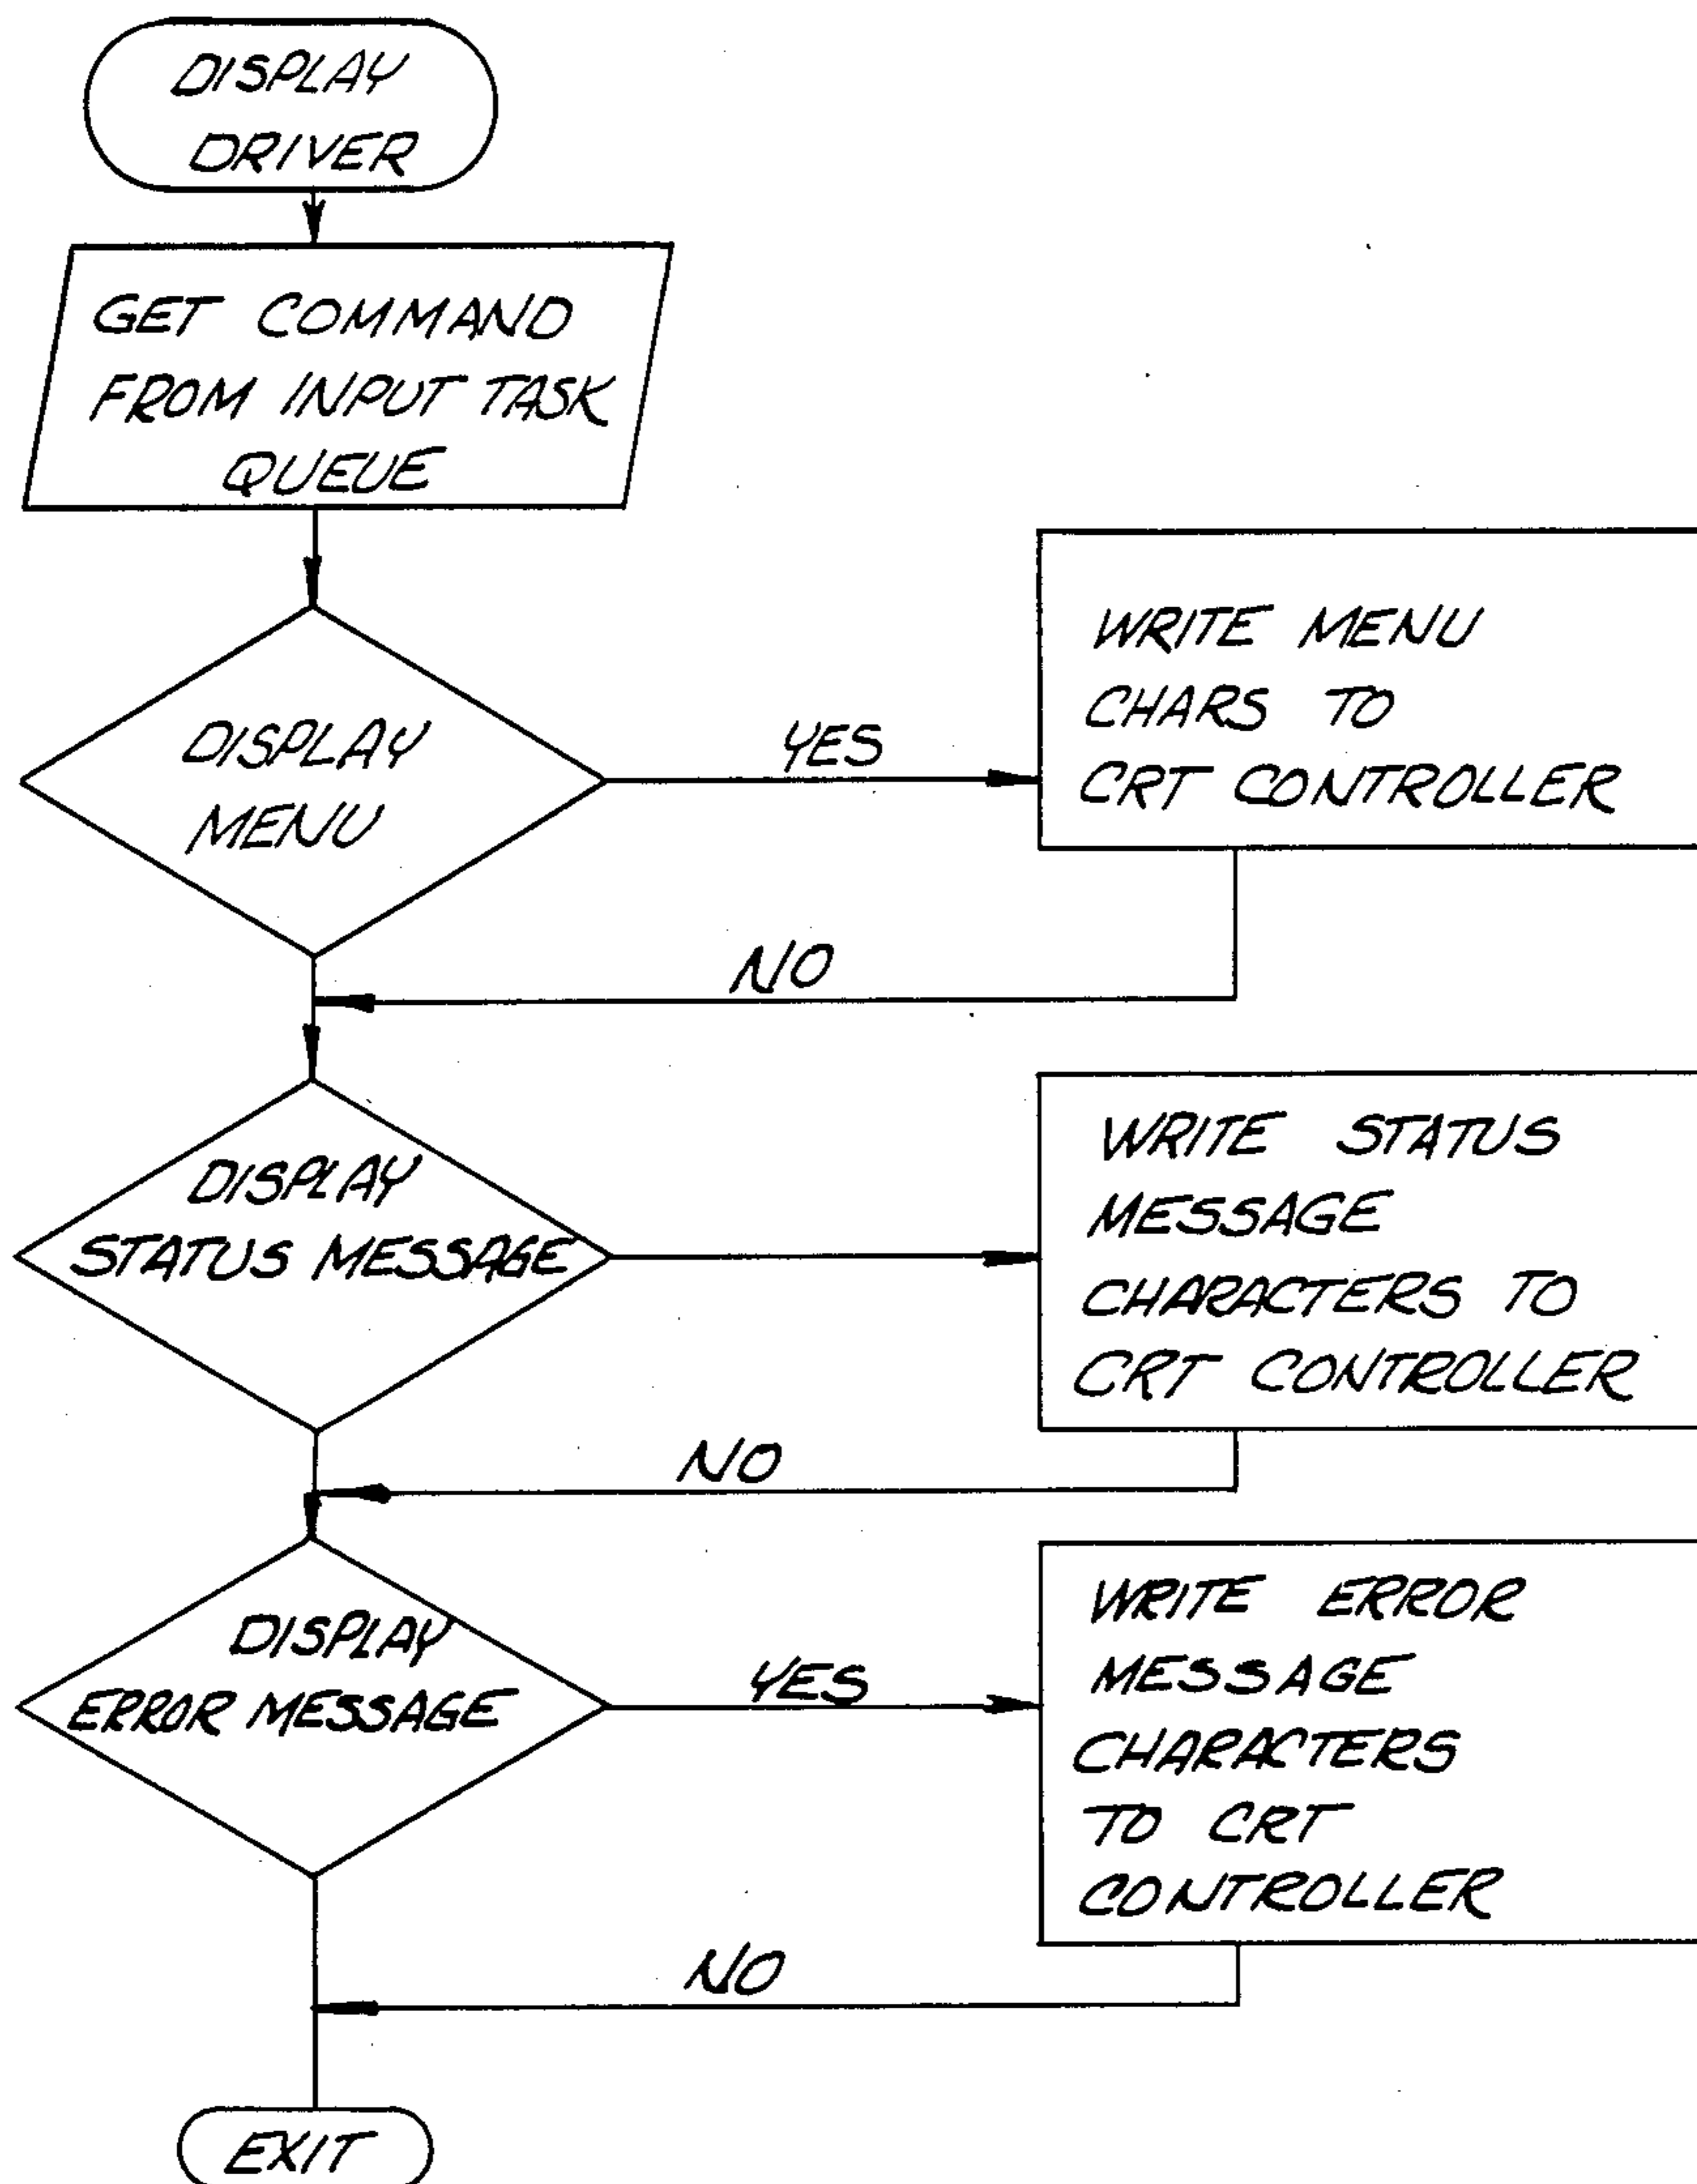 DISPLAY
DRIVER
GET COMMAND
FROM INPUT TASK
QUEUE
DISPLAY
MENU
YES
WRITE MENU
CHARS TO
CRT CONTROLLER
NO
DISPLAY
STATUS MESSAGE
WRITE STATUS
MESSAGE
CHARACTERS TO
CRT CONTROLLER
NO
DISPLAY
ERROR MESSAGE
YES
WRITE ERROR
MESSAGE
CHARACTERS
TO CRT
CONTROLLER
NO
EXIT